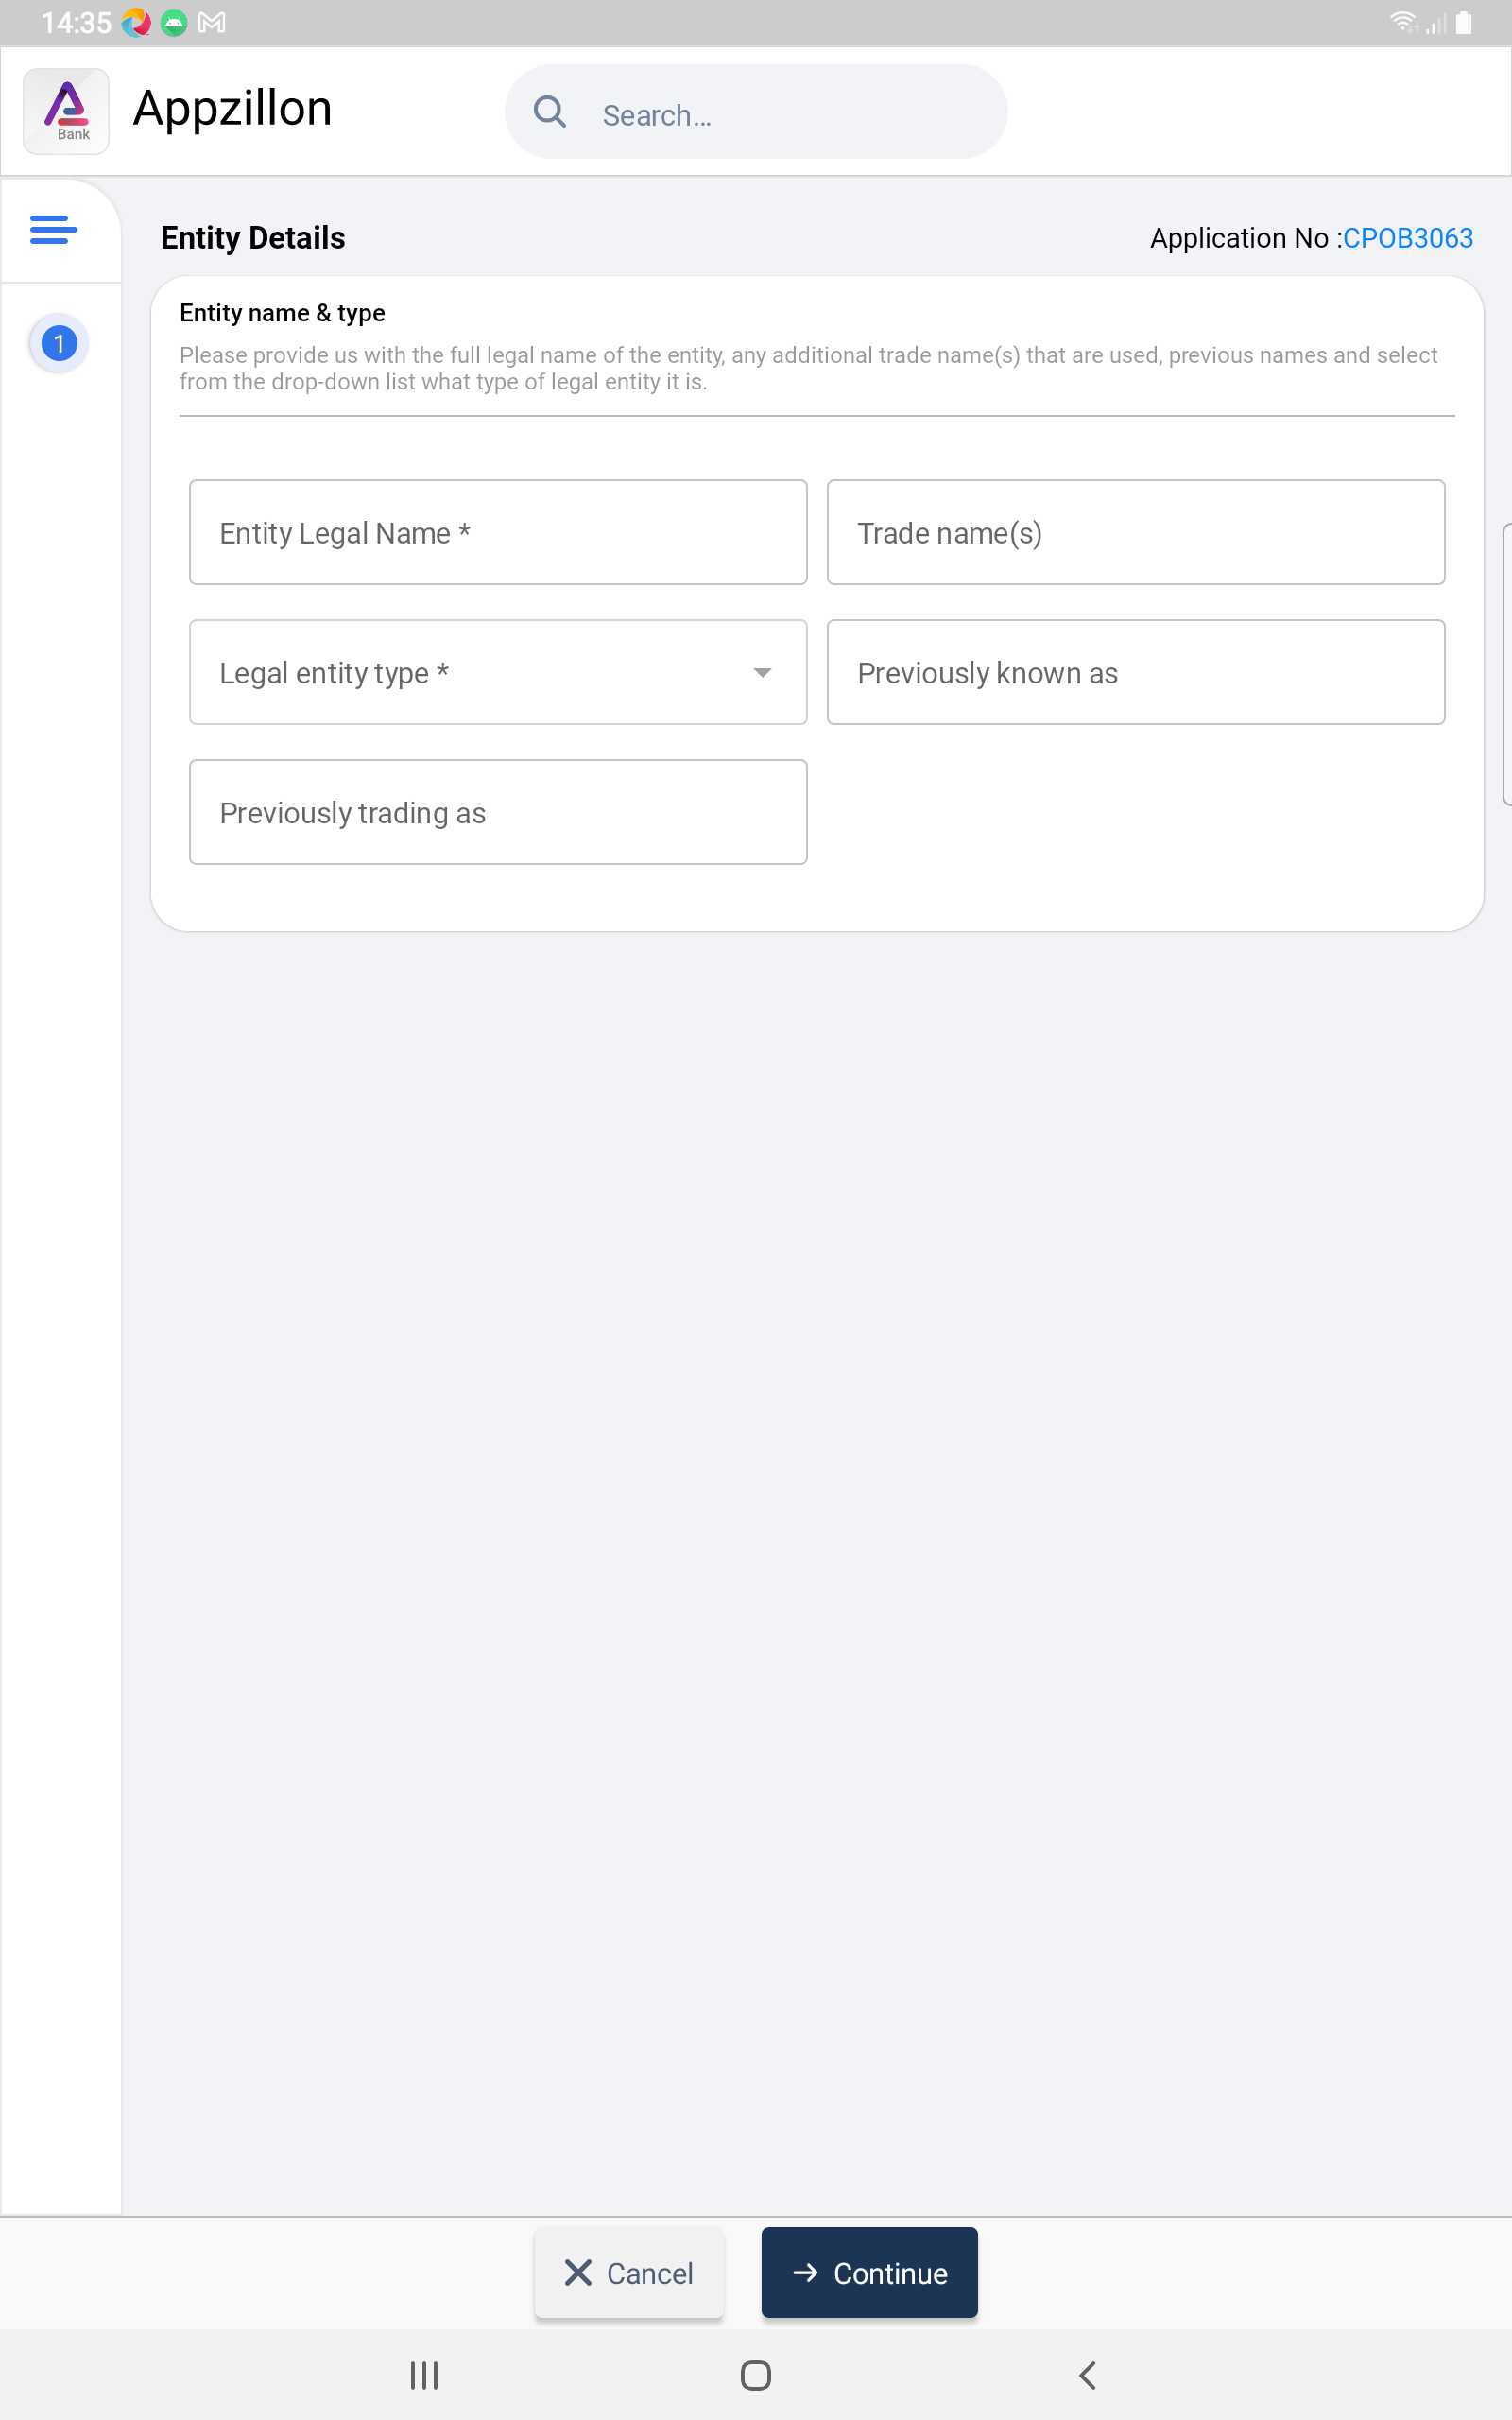 14:35
Bank
Appzillon
Search...
Entity Details
Application No :CPOB3063
1
Entity name & type
Please provide us with the full legal name of the entity, any additional trade name(s) that are used, previous names and select
from the drop-down list what type of legal entity it is.
Entity Legal Name *
Trade name(s)
Legal entity type *
Previously known as
Previously trading as
Cancel
Continue